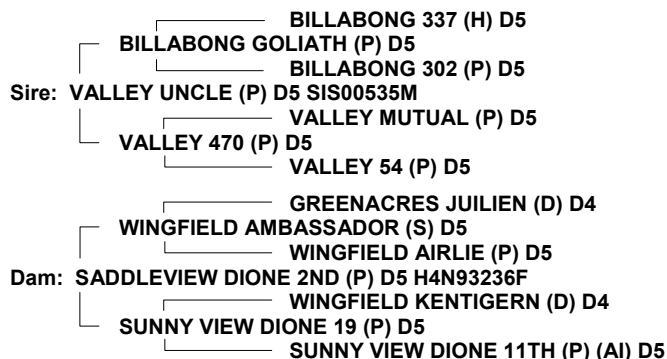 BILLABONG 337 (H) D5
BILLABONG GOLIATH (P) D5
BILLABONG 302 (P) D5
Sire: VALLEY UNCLE (P) D5 SIS00535M
VALLEY MUTUAL (P) D5
VALLEY 470 (P) D5
VALLEY 54 (P) D5
GREENACRES JUILIEN (D) D4
WINGFIELD AMBASSADOR (S) D5
WINGFIELD AIRLIE (P) D5
Dam: SADDLEVIEW DIONE 2ND (P) D5 H4N93236F
WINGFIELD KENTIGERN (D) D4
SUNNY VIEW DIONE 19 (P) D5
SUNNY VIEW DIONE 11TH (P) (AI) D5